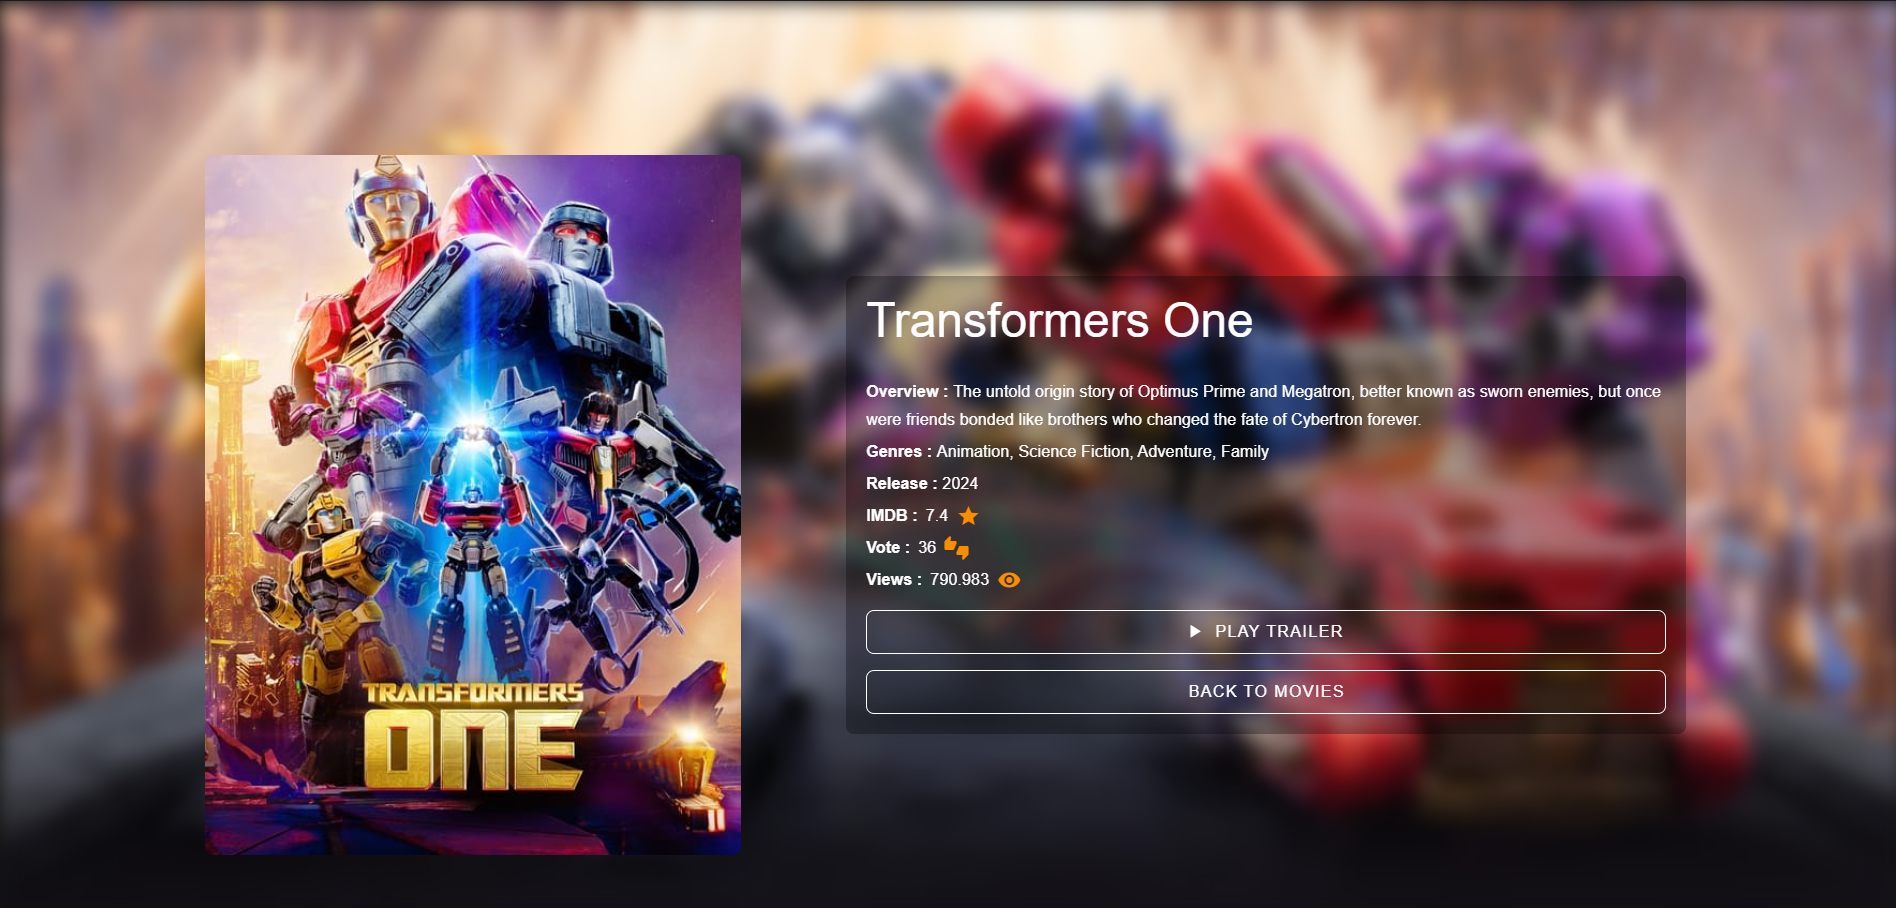 TRANSFORMERS
ONE
Transformers One
Overview : The untold origin story of Optimus Prime and Megatron, better known as sworn enemies, but once
were friends bonded like brothers who changed the fate of Cybertron forever.
Genres : Animation, Science Fiction, Adventure, Family
Release : 2024
IMDB : 7.4
Vote : 36
Views : 790.983
PLAY TRAILER
BACK TO MOVIES